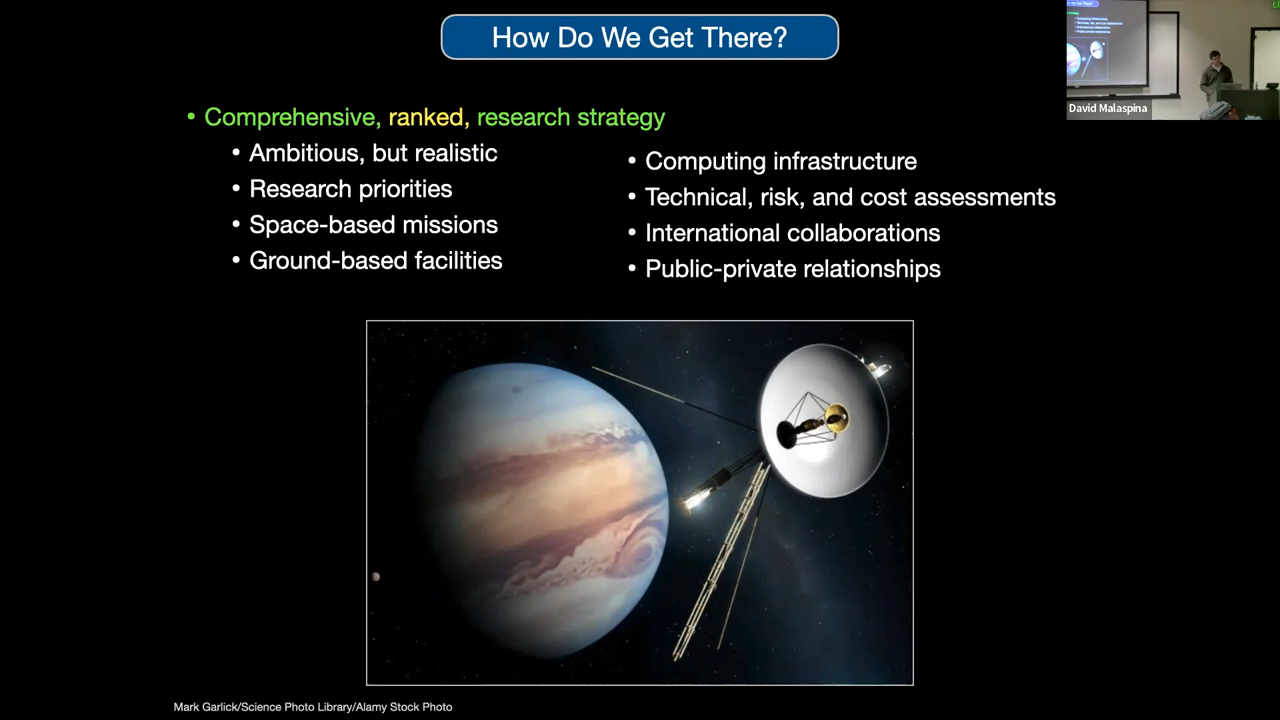 How Do We Get There?
• Comprehensive, ranked, research strategy
• Ambitious, but realistic
• Research priorities
• Space-based missions
• Ground-based facilities
• Computing infrastructure
• Technical, risk, and cost assessments
• International collaborations
• Public-private relationships
David Malaspina
Mark Garlick/Science Photo Library/Alamy Stock Photo